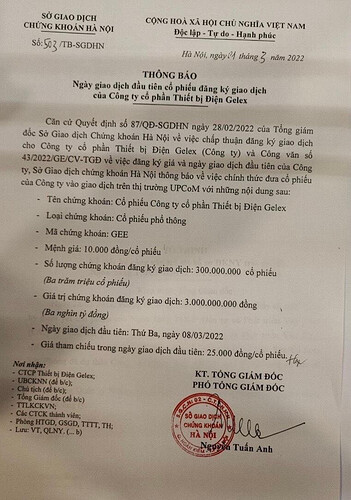 SỞ GIAO DỊCH
CHỨNG KHOÁN HÀ NỘI
CỘNG HOÀ XÃ HỘI CHỦ NGHĨA VIỆT NAM
Độc lập - Tự do - Hạnh phúc
Số: 503 /TB-SGDHN
Hà Nội, ngày 01 tháng 3 năm 2022
THÔNG BÁO
Ngày giao dịch đầu tiên cổ phiếu đăng ký giao dịch
của Công ty cổ phần Thiết bị Điện Gelex
Căn cứ Quyết định số 87/QĐ-SGDHN ngày 28/02/2022 của Tổng giám
đốc Sở Giao dịch Chứng khoán Hà Nội về việc chấp thuận đăng ký giao dịch
cho Công ty cổ phần Thiết bị Điện Gelex (Công ty) và Công văn số
43/2022/GE/CV-TGĐ về việc đăng ký giá và ngày giao dịch đầu tiên của Công
ty, Sở Giao dịch chứng khoán Hà Nội thông báo về việc chính thức đưa cổ phiếu
của Công ty vào giao dịch trên thị trường UPCoM với những nội dung sau:
- Tên chứng khoán: Cổ phiếu Công ty cổ phần Thiết bị Điện Gelex
- Loại chứng khoán: Cổ phiếu phổ thông
- Mã chứng khoán: GEE
- Mệnh giá: 10.000 đồng/cổ phiếu
- Số lượng chứng khoán đăng ký giao dịch: 300.000.000 cổ phiếu
(Ba trăm triệu cổ phiếu)
- Giá trị chứng khoán đăng ký giao dịch: 3.000.000.000.000 đồng
(Ba nghìn tỷ đồng)
- Ngày giao dịch đầu tiên: Thứ Ba, ngày 08/03/2022
- Giá tham chiếu trong ngày giao dịch đầu tiên: 25.000 đồng/cổ phiếu.
Nơi nhận:
- CTCP Thiết bị Điện Gelex;
- UBCKNN (để b/c);
- Chủ tịch (để b/c);
- Tổng Giám đốc (để b/c)
- TTLKCKVN;
- Các CTCK thành viên;
- Phòng HTGD, GSGD, TTTT, TH;
- Lưu: VT, QLNY. (... b)
KT. TỔNG GIÁM ĐỐC
PHÓ TỔNG GIÁM ĐỐC
SỞ GIAO DỊCH
CHỨNG KHOÁN
HÀ NỘI
Nguyễn Tuấn Anh